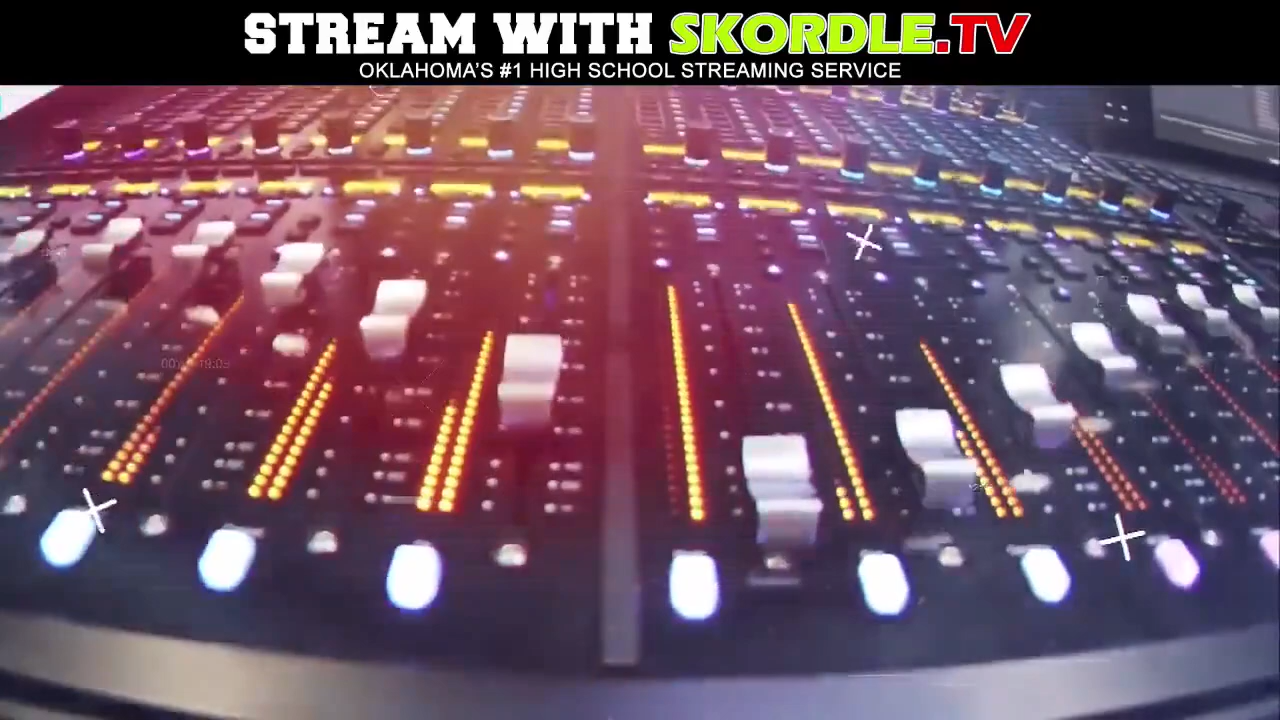 STREAM WITH SKORDLE.TV
OKLAHOMA'S #1 HIGH SCHOOL STREAMING SERVICE